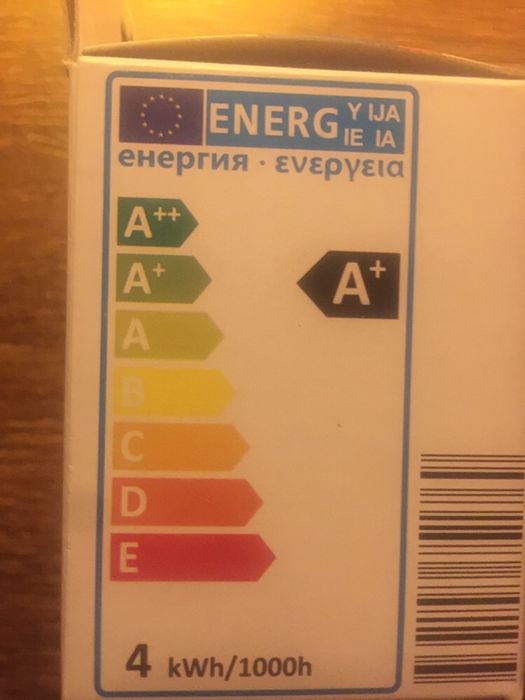 ENERG Y IJA
IE IA
енергия · ενεργεια
A++
A+
A+
A
B
C
D
E
4 kWh/1000h